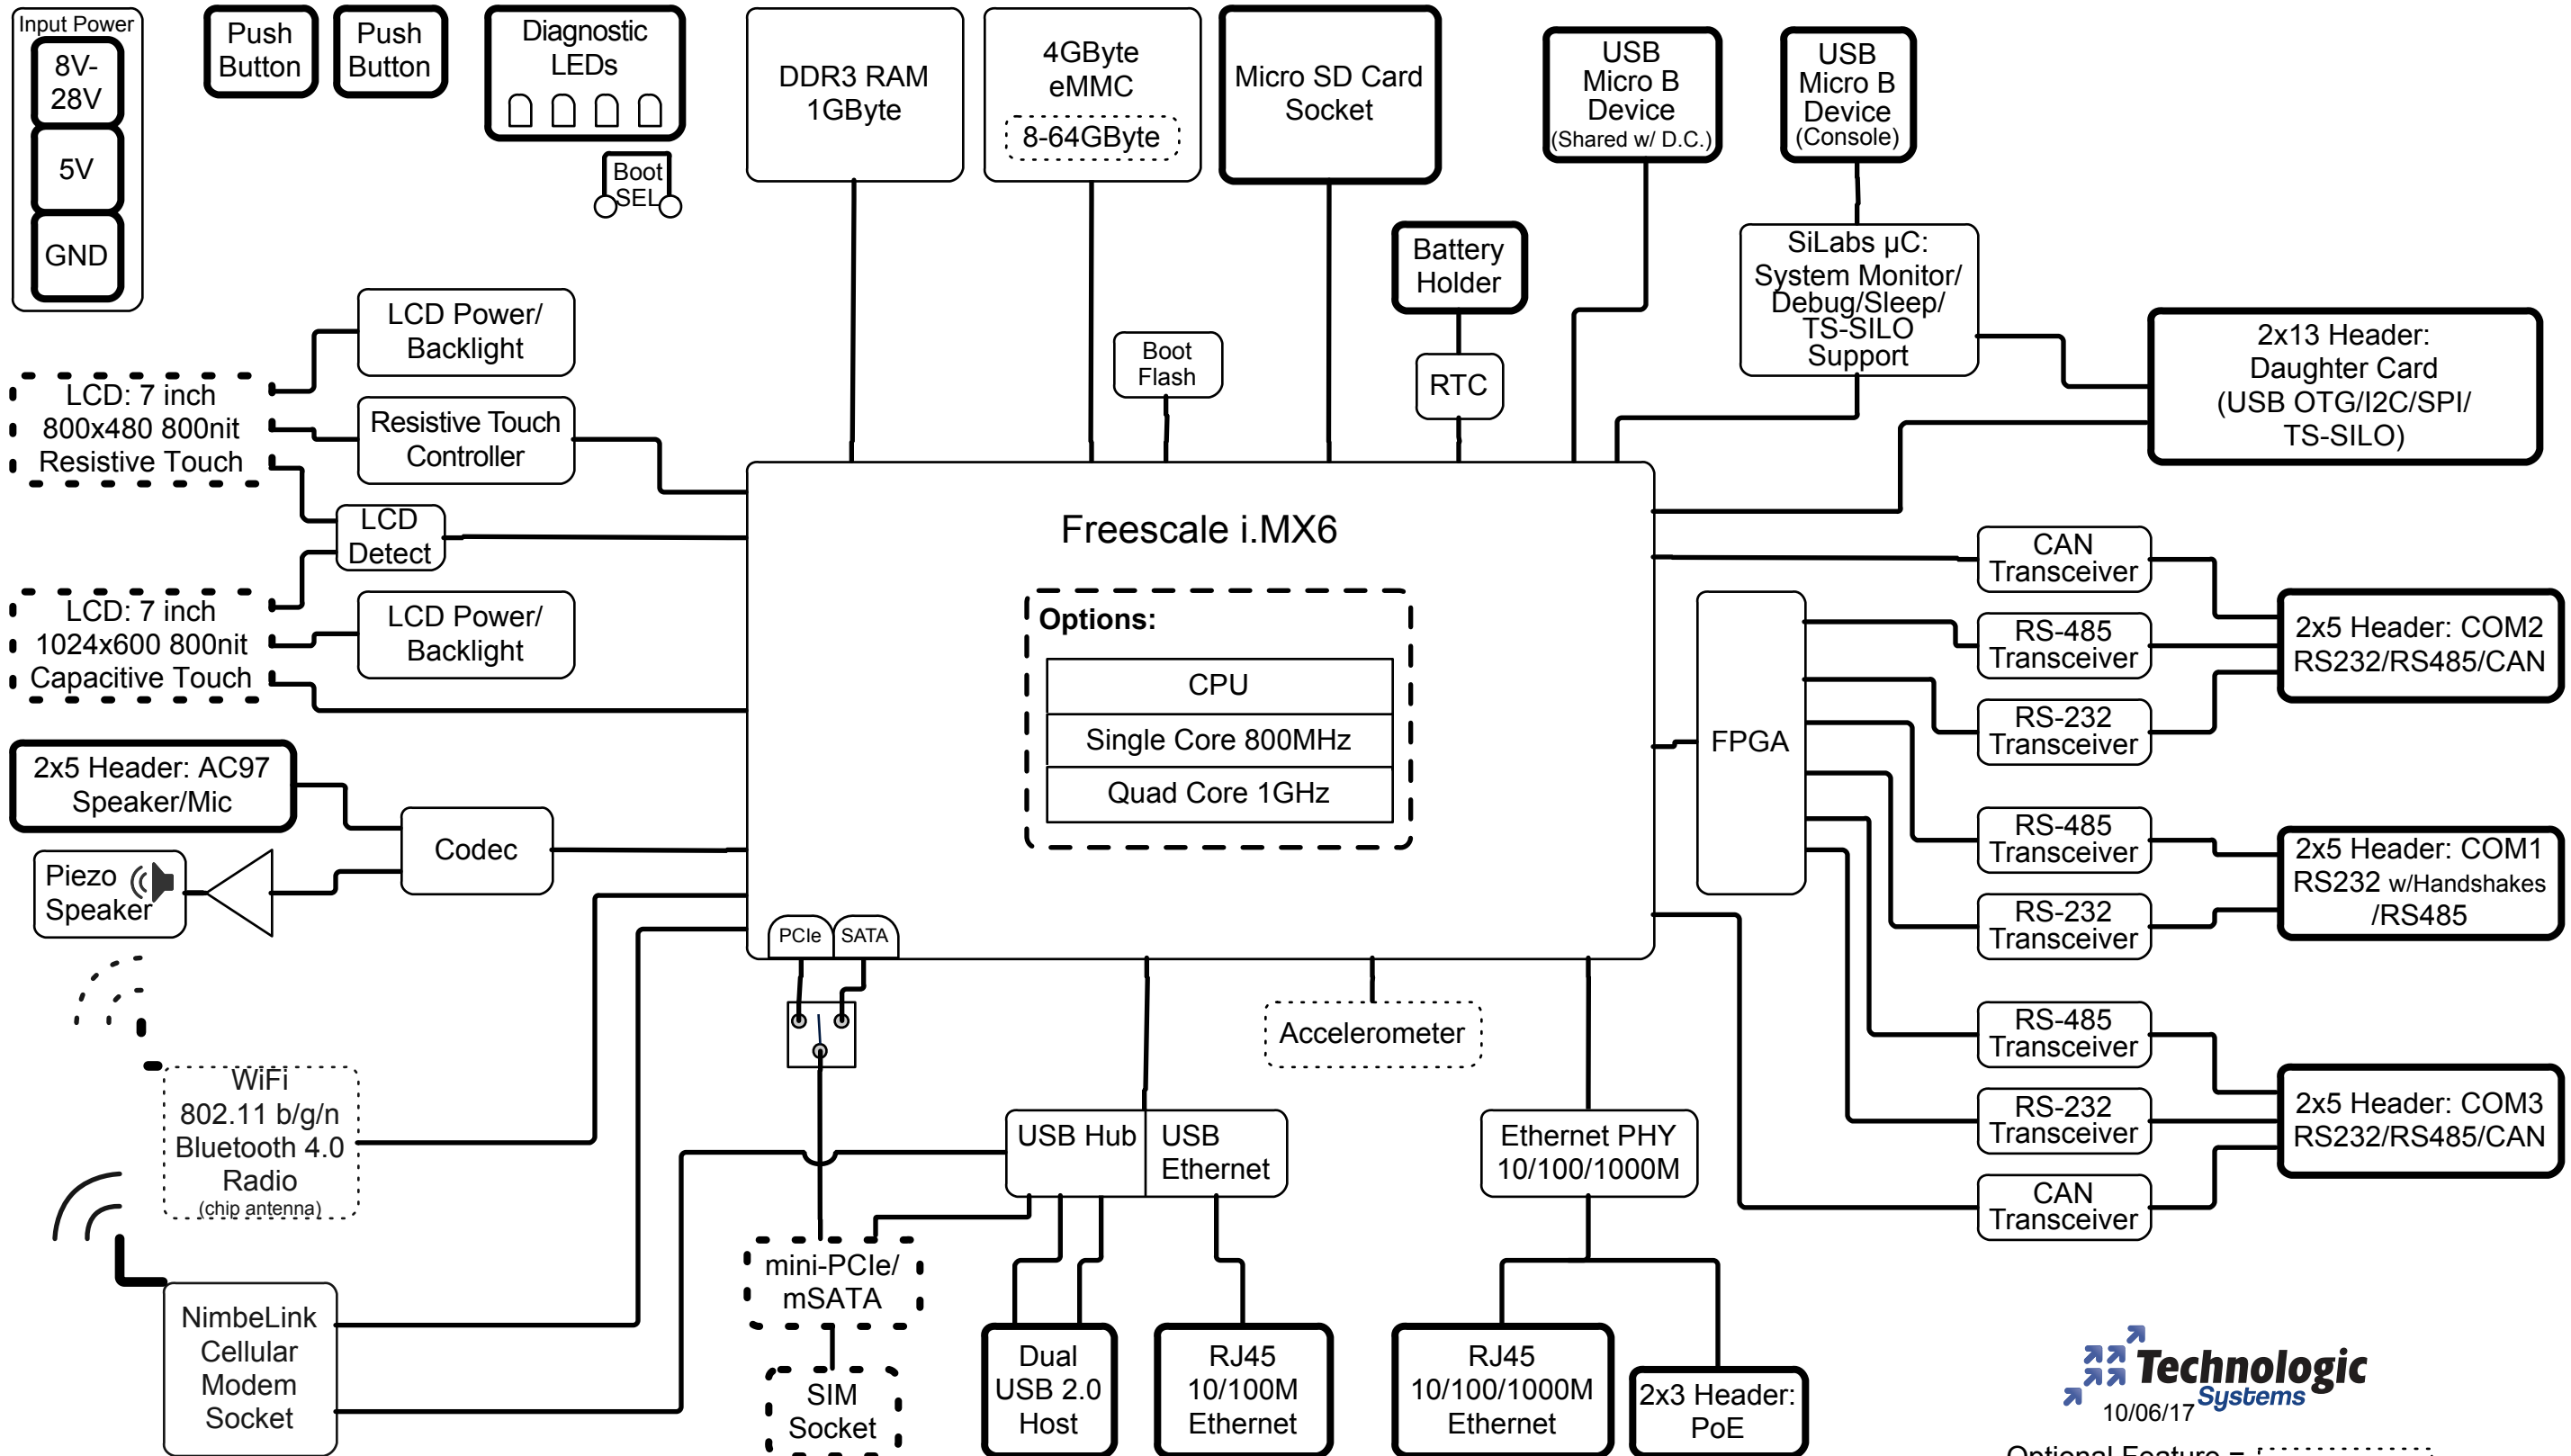 Input Power
8V-
28V
5V
GND
Push
Button
Push
Button
Diagnostic
LEDs
Boot
SEL
DDR3 RAM
1GByte
4GByte
eMMC
8-64GByte
Micro SD Card
Socket
USB
Micro B
Device
(Shared w/ D.C.)
USB
Micro B
Device
(Console)
Battery
Holder
RTC
Boot
Flash
SiLabs µC:
System Monitor/
Debug/Sleep/
TS-SILO
Support
2x13 Header:
Daughter Card
(USB OTG/I2C/SPI/
TS-SILO)
LCD Power/
Backlight
LCD: 7 inch
800x480 800nit
Resistive Touch
Resistive Touch
Controller
LCD
Detect
LCD: 7 inch
1024x600 800nit
Capacitive Touch
LCD Power/
Backlight
2x5 Header: AC97
Speaker/Mic
Codec
Piezo
Speaker
Freescale i.MX6
Options:
CPU
Single Core 800MHz
Quad Core 1GHz
PCIe
SATA
FPGA
CAN
Transceiver
RS-485
Transceiver
RS-232
Transceiver
2x5 Header: COM2
RS232/RS485/CAN
RS-485
Transceiver
RS-232
Transceiver
2x5 Header: COM1
RS232 w/Handshakes
/RS485
RS-485
Transceiver
RS-232
Transceiver
CAN
Transceiver
2x5 Header: COM3
RS232/RS485/CAN
Accelerometer
WiFi
802.11 b/g/n
Bluetooth 4.0
Radio
(chip antenna)
NimbeLink
Cellular
Modem
Socket
USB Hub
USB
Ethernet
Ethernet PHY
10/100/1000M
mini-PCIe/
mSATA
SIM
Socket
Dual
USB 2.0
Host
RJ45
10/100M
Ethernet
RJ45
10/100/1000M
Ethernet
2x3 Header:
PoE
Technologic
Systems
10/06/17
Optional Feature =